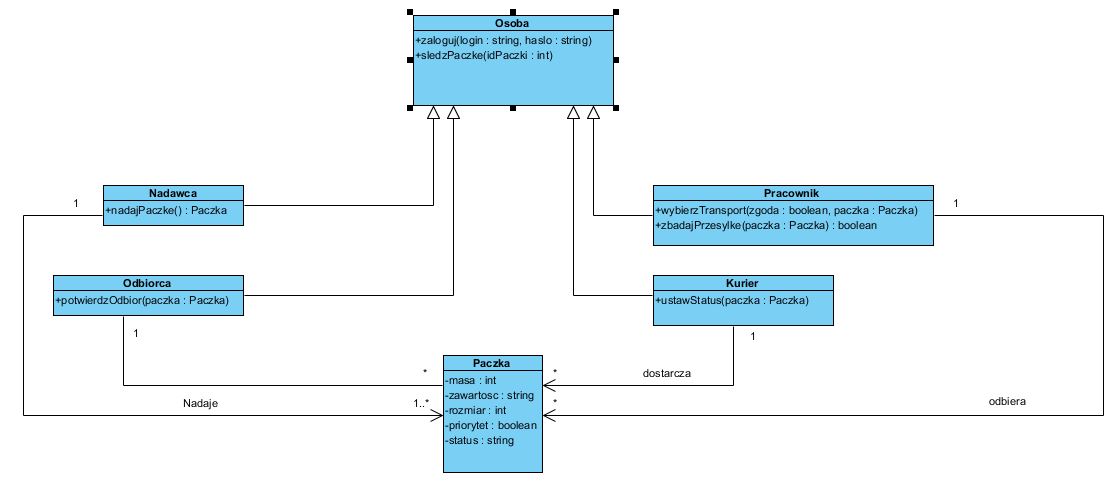 Osoba
+zaloguj(login : string, haslo : string)
+sledzPaczke(idPaczki : int)
Nadawca
+nadajPaczke() : Paczka
1
Pracownik
+wybierzTransport(zgoda : boolean, paczka : Paczka)
+zbadajPrzesylke(paczka : Paczka) : boolean
1
Odbiorca
+potwierdzOdbior(paczka : Paczka)
1
Kurier
+ustawStatus(paczka : Paczka)
1
Paczka
-masa : int
-zawartosc : string
-rozmiar : int
-priorytet : boolean
-status : string
*
*
dostarcza
Nadaje
1..*
*
odbiera